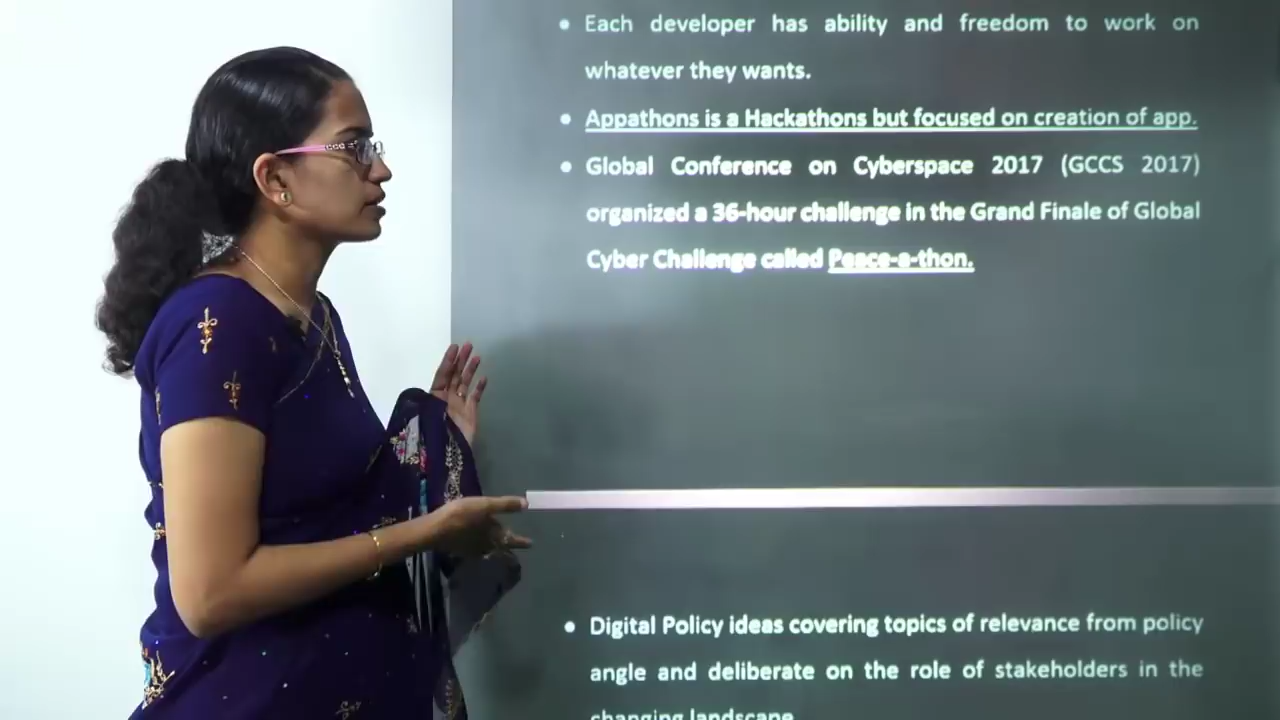 • Each developer has ability and freedom to work on
whatever they wants.
• Appathons is a Hackathons but focused on creation of app.
• Global Conference on Cyberspace 2017 (GCCS 2017)
organized a 36-hour challenge in the Grand Finale of Global
Cyber Challenge called Peace-a-thon.
• Digital Policy ideas covering topics of relevance from policy
angle and deliberate on the role of stakeholders in the
changing landscape.